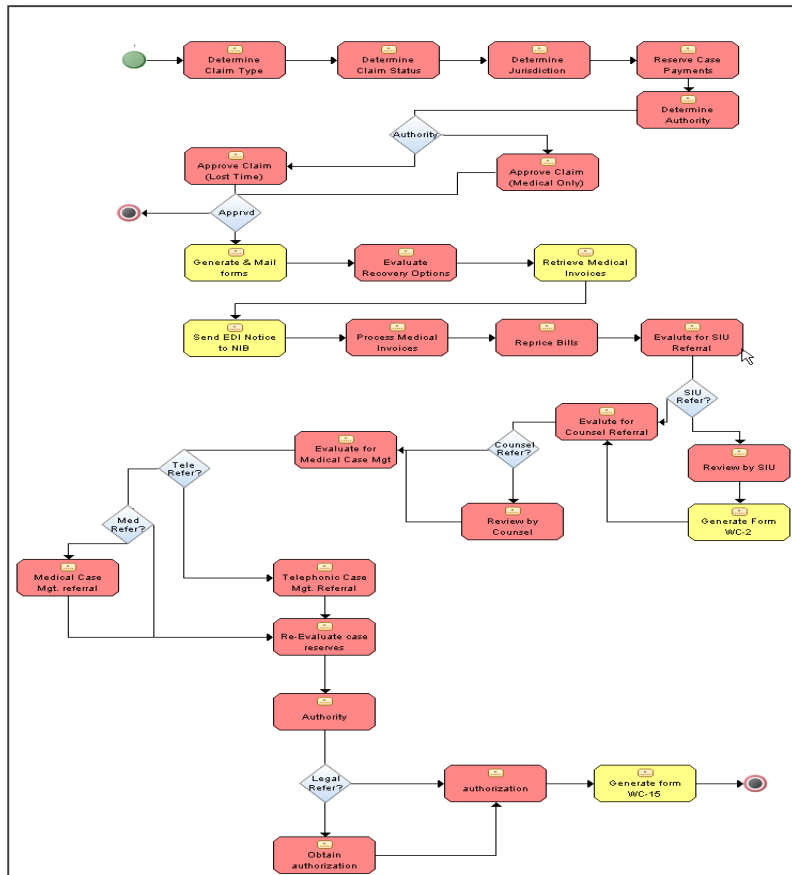 Determine
Claim Type
Determine
Claim Status
Determine
Jurisdiction
Reserve Case
Payments
Determine
Authority
Authority
Approve Claim
(Lost Time)
Approve Claim
(Medical Only)
Apprvd
Generate & Mail
forms
Evaluate
Recovery Options
Retrieve Medical
Invoices
Send EDI Notice
to NIB
Process Medical
Invoices
Reprice Bills
Evalute for SIU
Referral
SIU
Refer?
Evalute for
Counsel Referral
Counsel
Refer?
Evaluate for
Medical Case Mgt
Tele
Refer?
Review by SIU
Med
Refer?
Review by
Counsel
Generate Form
WC-2
Medical Case
Mgt. referral
Telephonic Case
Mgt. Referral
Re-Evaluate case
reserves
Authority
Legal
Refer?
authorization
Generate form
WC-15
Obtain
authorization